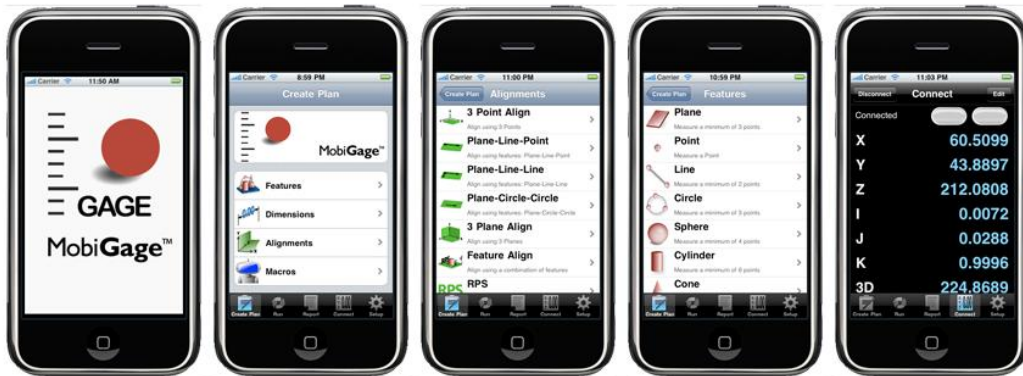 Carrier 11:50 AM
GAGE
MobiGage™
Carrier 8:59 PM
Create Plan
MobiGage™
Features
Dimensions
Alignments
Macros
Create Plan Run Report Connect Setup
Carrier 11:00 PM
Create Plan Alignments
3 Point Align
Align using 3 Points
Plane-Line-Point
Align using features: Plane-Line-Point
Plane-Line-Line
Align using features: Plane-Line-Line
Plane-Circle-Circle
Align using features: Plane-Circle-Circle
3 Plane Align
Align using 3 Planes
Feature Align
Align using a combination of features
RPS
RPS
Create Plan Run Report Connect Setup
Carrier 10:59 PM
Create Plan Features
Plane
Measure a minimum of 3 points.
Point
Measure a Point
Line
Measure a minimum of 2 points.
Circle
Measure a minimum of 3 points.
Sphere
Measure a minimum of 4 points.
Cylinder
Measure a minimum of 6 points.
Cone
Create Plan Run Report Connect Setup
Carrier 11:03 PM
Disconnect Connect Edit
Connected
X 60.5099
Y 43.8897
Z 212.0808
I 0.0072
J 0.0288
K 0.9996
3D 224.8689
Create Plan Run Report Connect Setup